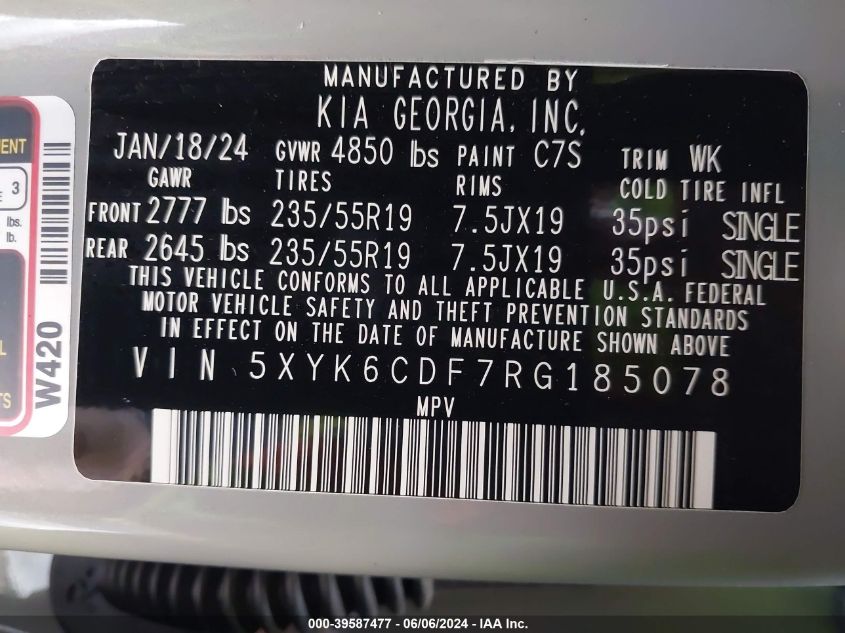 MANUFACTURED BY
KIA GEORGIA, INC.
JAN/18/24 GVWR 4850 lbs PAINT C7S TRIM WK
GAWR TIRES RIMS COLD TIRE INFL
FRONT 2777 lbs 235/55R19 7.5JX19 35psi SINGLE
REAR 2645 lbs 235/55R19 7.5JX19 35psi SINGLE
THIS VEHICLE CONFORMS TO ALL APPLICABLE U.S.A. FEDERAL
MOTOR VEHICLE SAFETY AND THEFT PREVENTION STANDARDS
IN EFFECT ON THE DATE OF MANUFACTURE SHOWN ABOVE
VIN 5XYK6CDF7RG185078
MPV
3
lbs.
lb.
W420
000-39587477 - 06/06/2024 - IAA Inc.